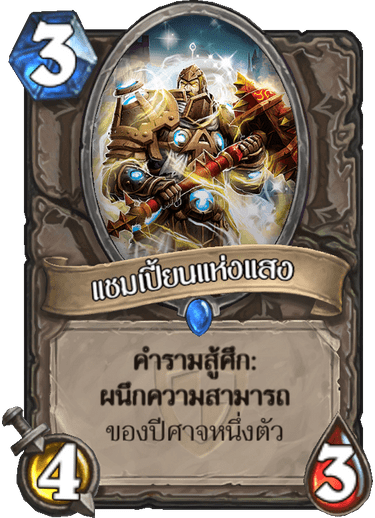 3
แชมเปี้ยนแห่งแสง
คำรามสู้ศึก:
ผนึกความสามารถ
ของปีศาจหนึ่งตัว
4
3